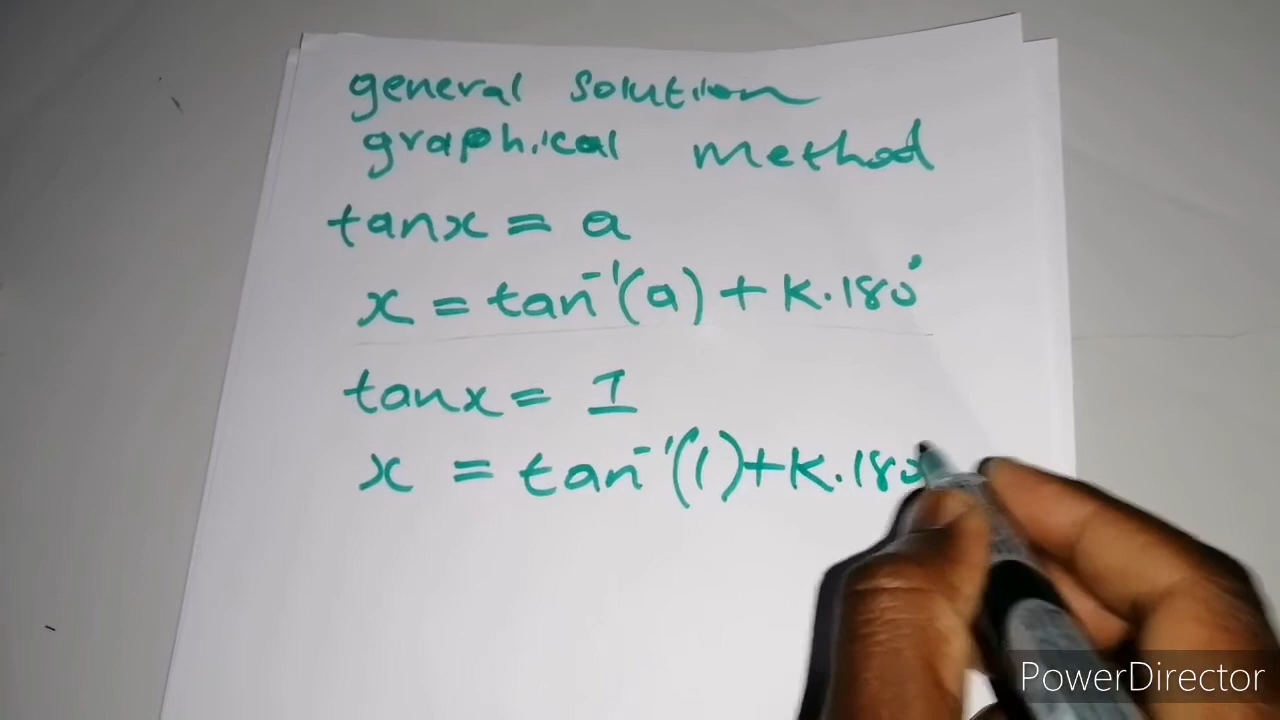 general solution
graphical method
tanx = a
x = tan⁻¹(a) + K.180°
tanx = 1
x = tan⁻¹(1)+K.180
PowerDirector